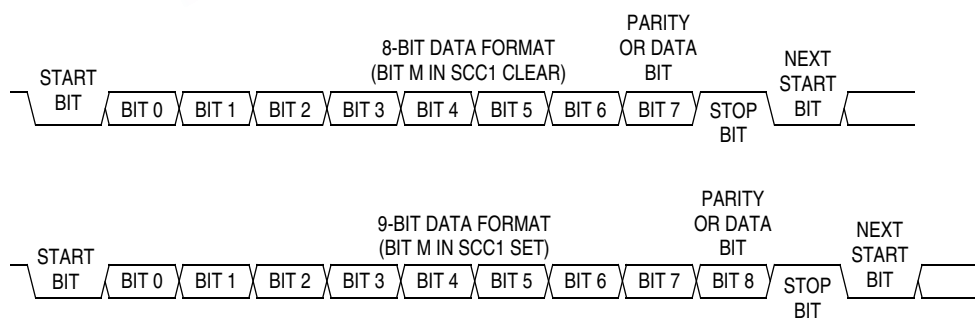 8-BIT DATA FORMAT
(BIT M IN SCC1 CLEAR)
PARITY
OR DATA
BIT
START
BIT
BIT 0
BIT 1
BIT 2
BIT 3
BIT 4
BIT 5
BIT 6
BIT 7
STOP
BIT
NEXT
START
BIT
9-BIT DATA FORMAT
(BIT M IN SCC1 SET)
PARITY
OR DATA
BIT
START
BIT
BIT 0
BIT 1
BIT 2
BIT 3
BIT 4
BIT 5
BIT 6
BIT 7
BIT 8
STOP
BIT
NEXT
START
BIT